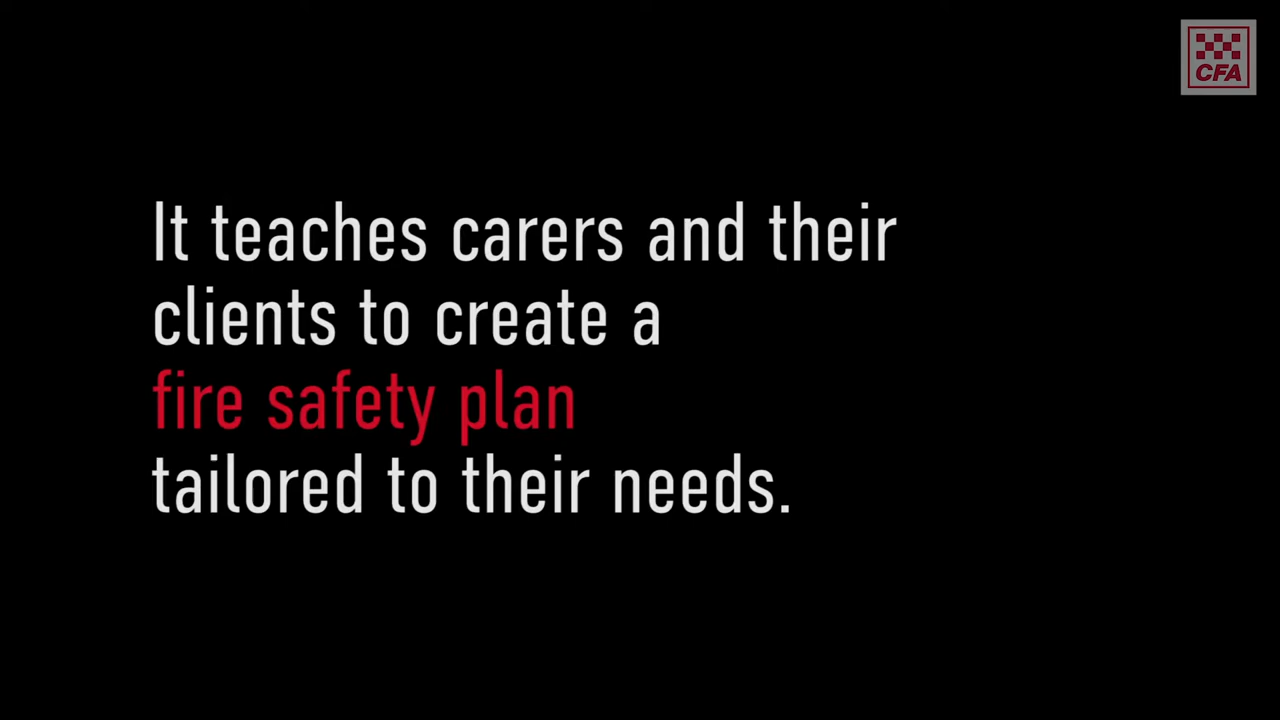 CFA
It teaches carers and their
clients to create a
fire safety plan
tailored to their needs.